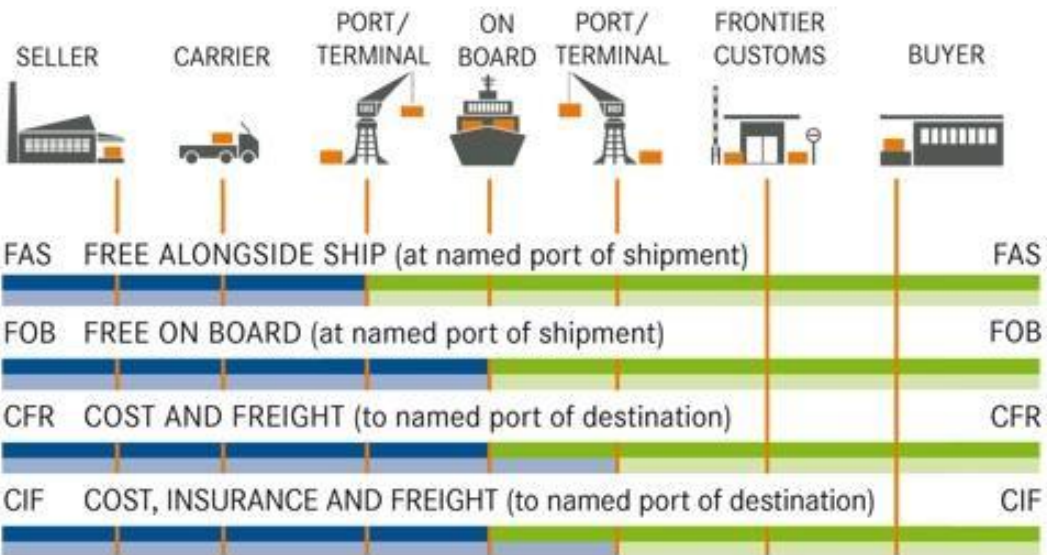 SELLER
CARRIER
PORT/
TERMINAL
ON
BOARD
PORT/
TERMINAL
FRONTIER
CUSTOMS
BUYER
FAS FREE ALONGSIDE SHIP (at named port of shipment) FAS
FOB FREE ON BOARD (at named port of shipment) FOB
CFR COST AND FREIGHT (to named port of destination) CFR
CIF COST, INSURANCE AND FREIGHT (to named port of destination) CIF